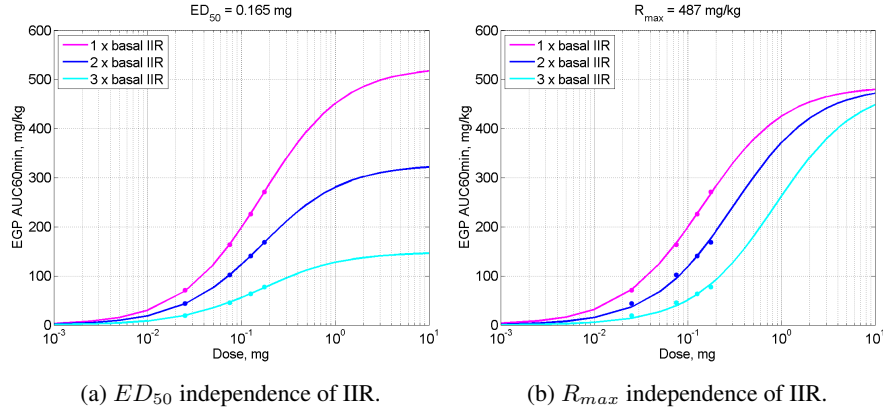 ED50 = 0.165 mg
600
500
400
300
200
100
0
EGP AUC60min, mg/kg
1 x basal IIR
2 x basal IIR
3 x basal IIR
10^-3
10^-2
10^-1
10^0
10^1
Dose, mg
(a) ED50 independence of IIR.
Rmax = 487 mg/kg
600
500
400
300
200
100
0
EGP AUC60min, mg/kg
1 x basal IIR
2 x basal IIR
3 x basal IIR
10^-3
10^-2
10^-1
10^0
10^1
Dose, mg
(b) Rmax independence of IIR.